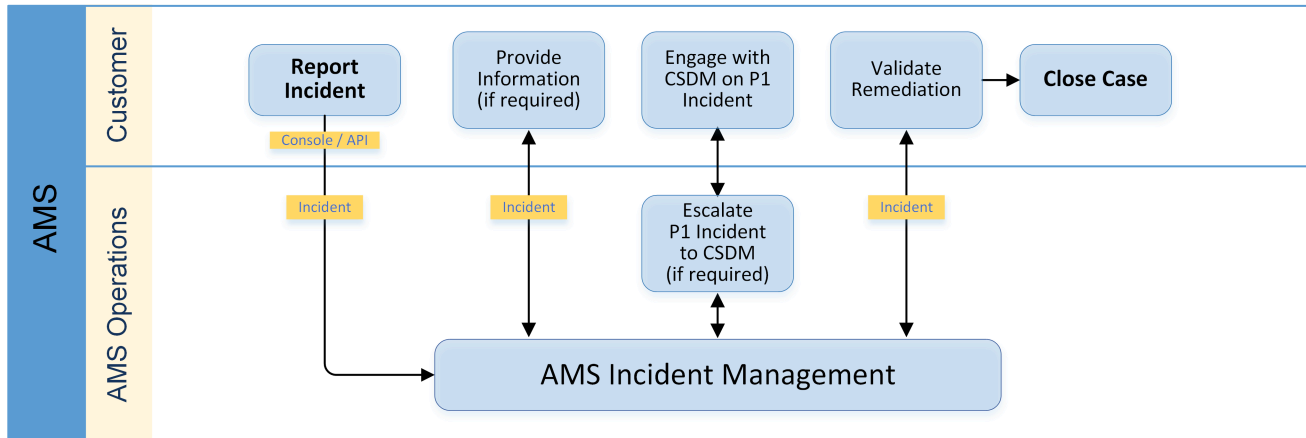 AMS
Customer
Report
Incident
Console / API
Provide
Information
(if required)
Engage with
CSDM on P1
Incident
Validate
Remediation
Close Case
AMS Operations
Incident
Incident
Escalate
P1 Incident
to CSDM
(if required)
Incident
AMS Incident Management